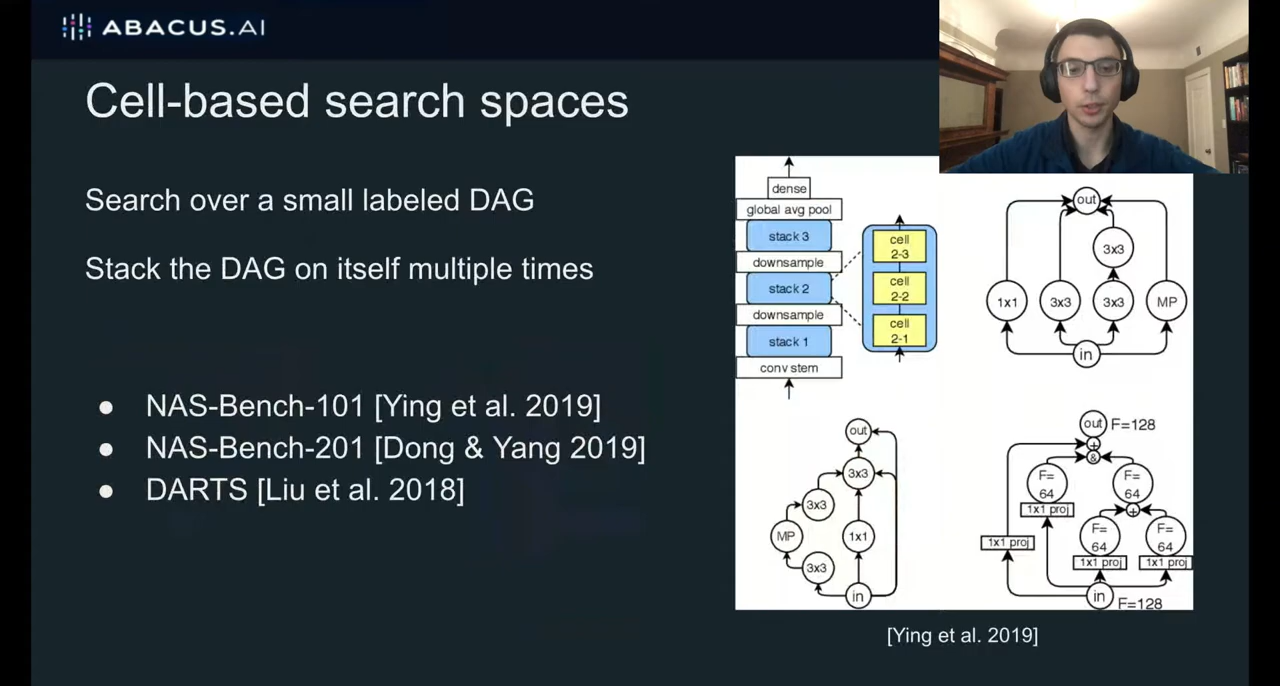 ABACUS.AI
Cell-based search spaces
Search over a small labeled DAG
Stack the DAG on itself multiple times
● NAS-Bench-101 [Ying et al. 2019]
● NAS-Bench-201 [Dong & Yang 2019]
● DARTS [Liu et al. 2018]
dense
global avg pool
stack 3
downsample
stack 2
downsample
stack 1
conv stem
cell
2-3
cell
2-2
cell
2-1
out
3x3
1x1 3x3 3x3 MP
in
out
3x3
3x3
MP 1x1
3x3
in
out F=128
+
&
F=
64
F=
64
1x1 proj
+
F=
64
F=
64
1x1 proj
1x1 proj 1x1 proj
in F=128
[Ying et al. 2019]